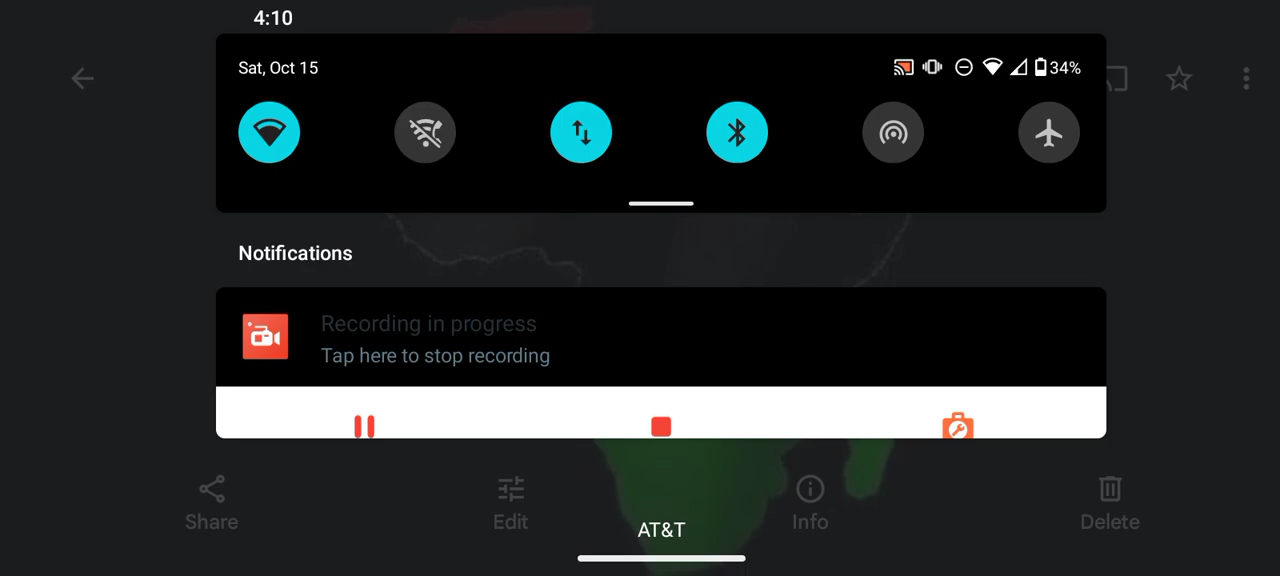 4:10
Sat, Oct 15
34%
Notifications
Recording in progress
Tap here to stop recording
Share
Edit
Info
Delete
AT&T